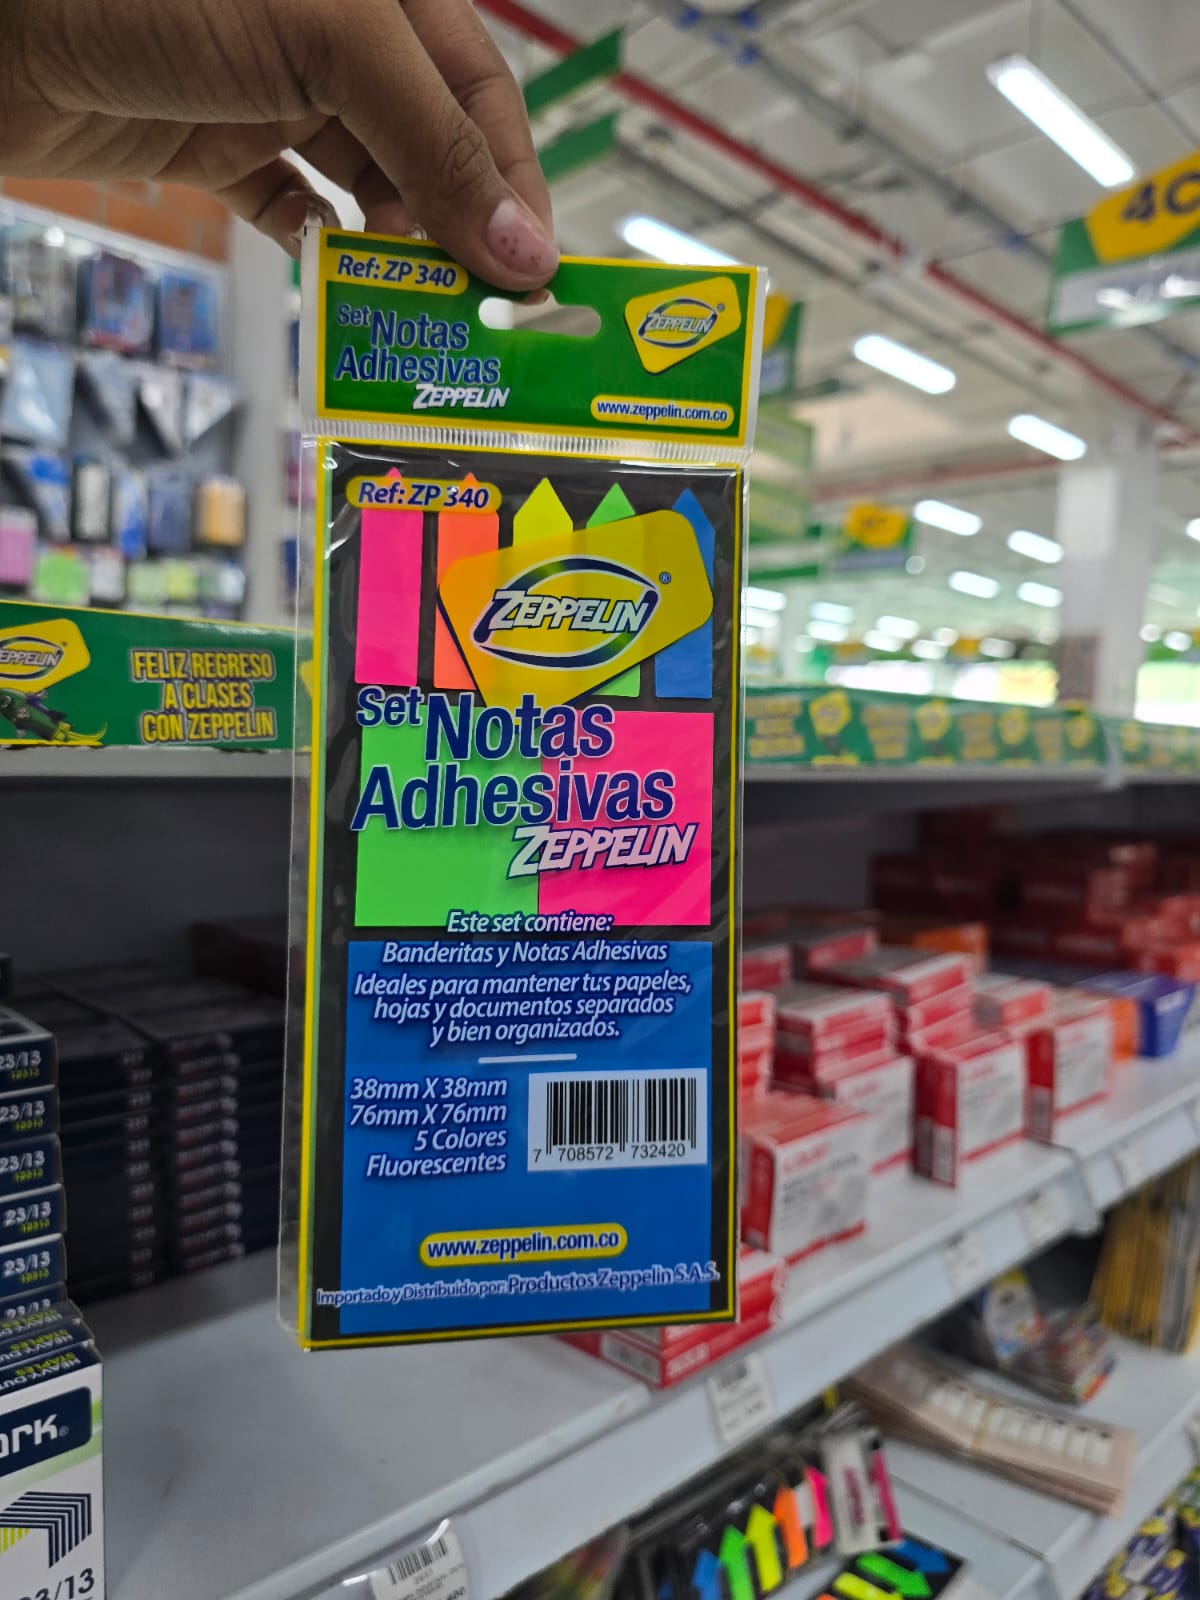 Ref: ZP 340
Set Notas
Adhesivas
ZEPPELIN
ZEPPELIN
www.zeppelin.com.co
Ref: ZP 340
ZEPPELIN®
Set Notas
Adhesivas
ZEPPELIN
Este set contiene:
Banderitas y Notas Adhesivas
Ideales para mantener tus papeles,
hojas y documentos separados
y bien organizados.
38mm X 38mm
76mm X 76mm
5 Colores
Fluorescentes
7 708572 732420
www.zeppelin.com.co
Importado y Distribuido por: Productos Zeppelin S.A.S.
FELIZ REGRESO
A CLASES
CON ZEPPELIN
40
23/13
23/13
23/13
23/13
23/13
23/13